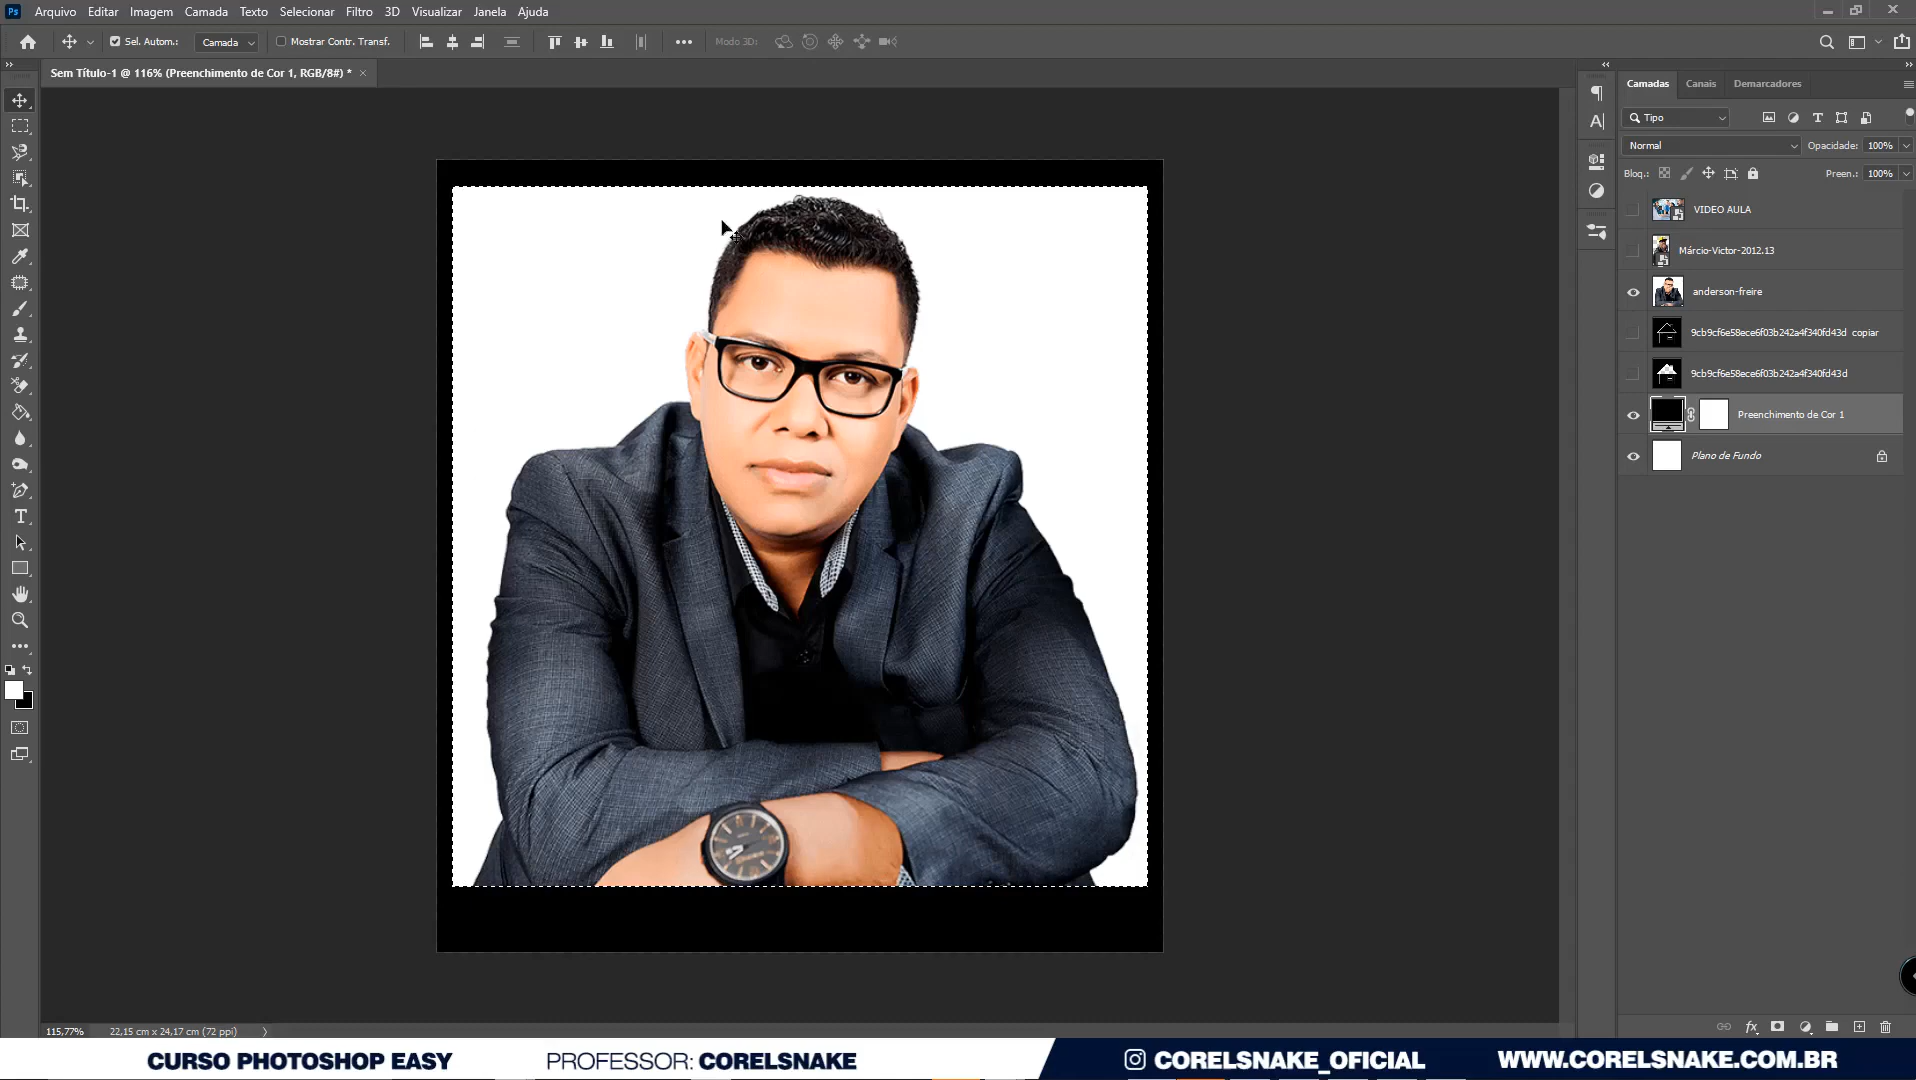 Ps Arquivo Editar Imagem Camada Texto Selecionar Filtro 3D Visualizar Janela Ajuda
Sel. Autom.: Camada Mostrar Contr. Transf. Modo 3D:
Sem Título-1 @ 116% (Preenchimento de Cor 1, RGB/8#) * ×
Camadas Canais Demarcadores
Tipo
Normal Opacidade: 100%
Bloq.: Preen.: 100%
VIDEO AULA
Márcio-Victor-2012.13
anderson-freire
9cb9cf6e58ece6f03b242a4f340fd43d copiar
9cb9cf6e58ece6f03b242a4f340fd43d
Preenchimento de Cor 1
Plano de Fundo
115,77% 22,15 cm x 24,17 cm (72 ppi)
CURSO PHOTOSHOP EASY PROFESSOR: CORELSNAKE CORELSNAKE_OFICIAL WWW.CORELSNAKE.COM.BR